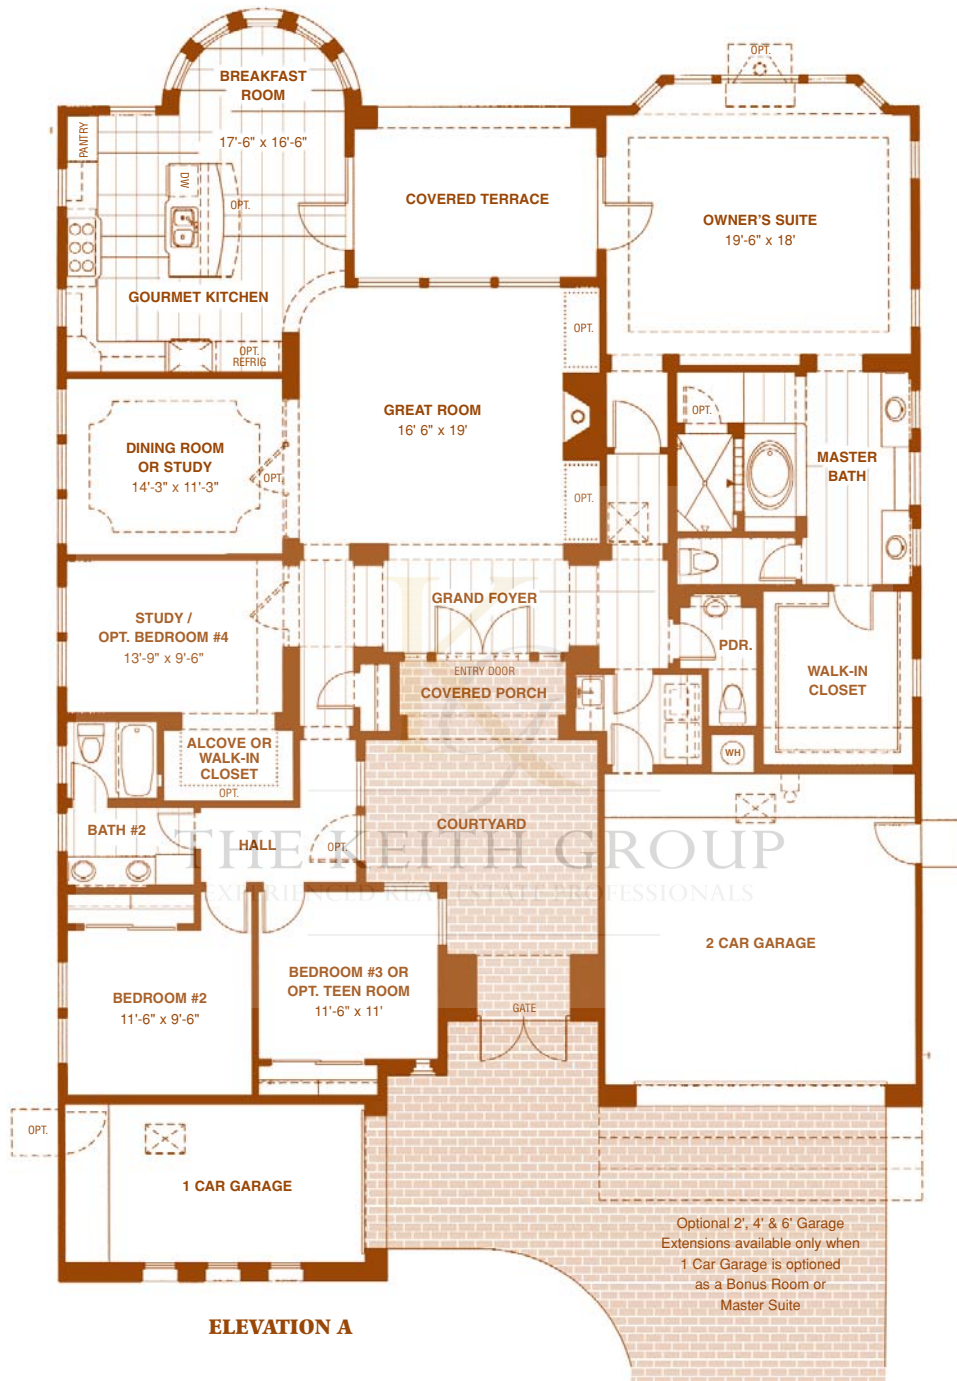 OPT.
BREAKFAST
ROOM
17'-6" x 16'-6"
PANTRY
DW
OPT.
COVERED TERRACE
OWNER'S SUITE
19'-6" x 18'
GOURMET KITCHEN
OPT.
REFRIG
OPT.
GREAT ROOM
16' 6" x 19'
OPT.
DINING ROOM
OR STUDY
14'-3" x 11'-3"
OPT.
OPT.
MASTER
BATH
STUDY /
OPT. BEDROOM #4
13'-9" x 9'-6"
GRAND FOYER
ENTRY DOOR
COVERED PORCH
PDR.
WALK-IN
CLOSET
WH
ALCOVE OR
WALK-IN
CLOSET
OPT.
BATH #2
HALL
OPT.
COURTYARD
THE KEITH GROUP
EXPERIENCED REAL ESTATE PROFESSIONALS
2 CAR GARAGE
BEDROOM #2
11'-6" x 9'-6"
BEDROOM #3 OR
OPT. TEEN ROOM
11'-6" x 11'
GATE
OPT.
1 CAR GARAGE
Optional 2', 4' & 6' Garage
Extensions available only when
1 Car Garage is optioned
as a Bonus Room or
Master Suite
ELEVATION A